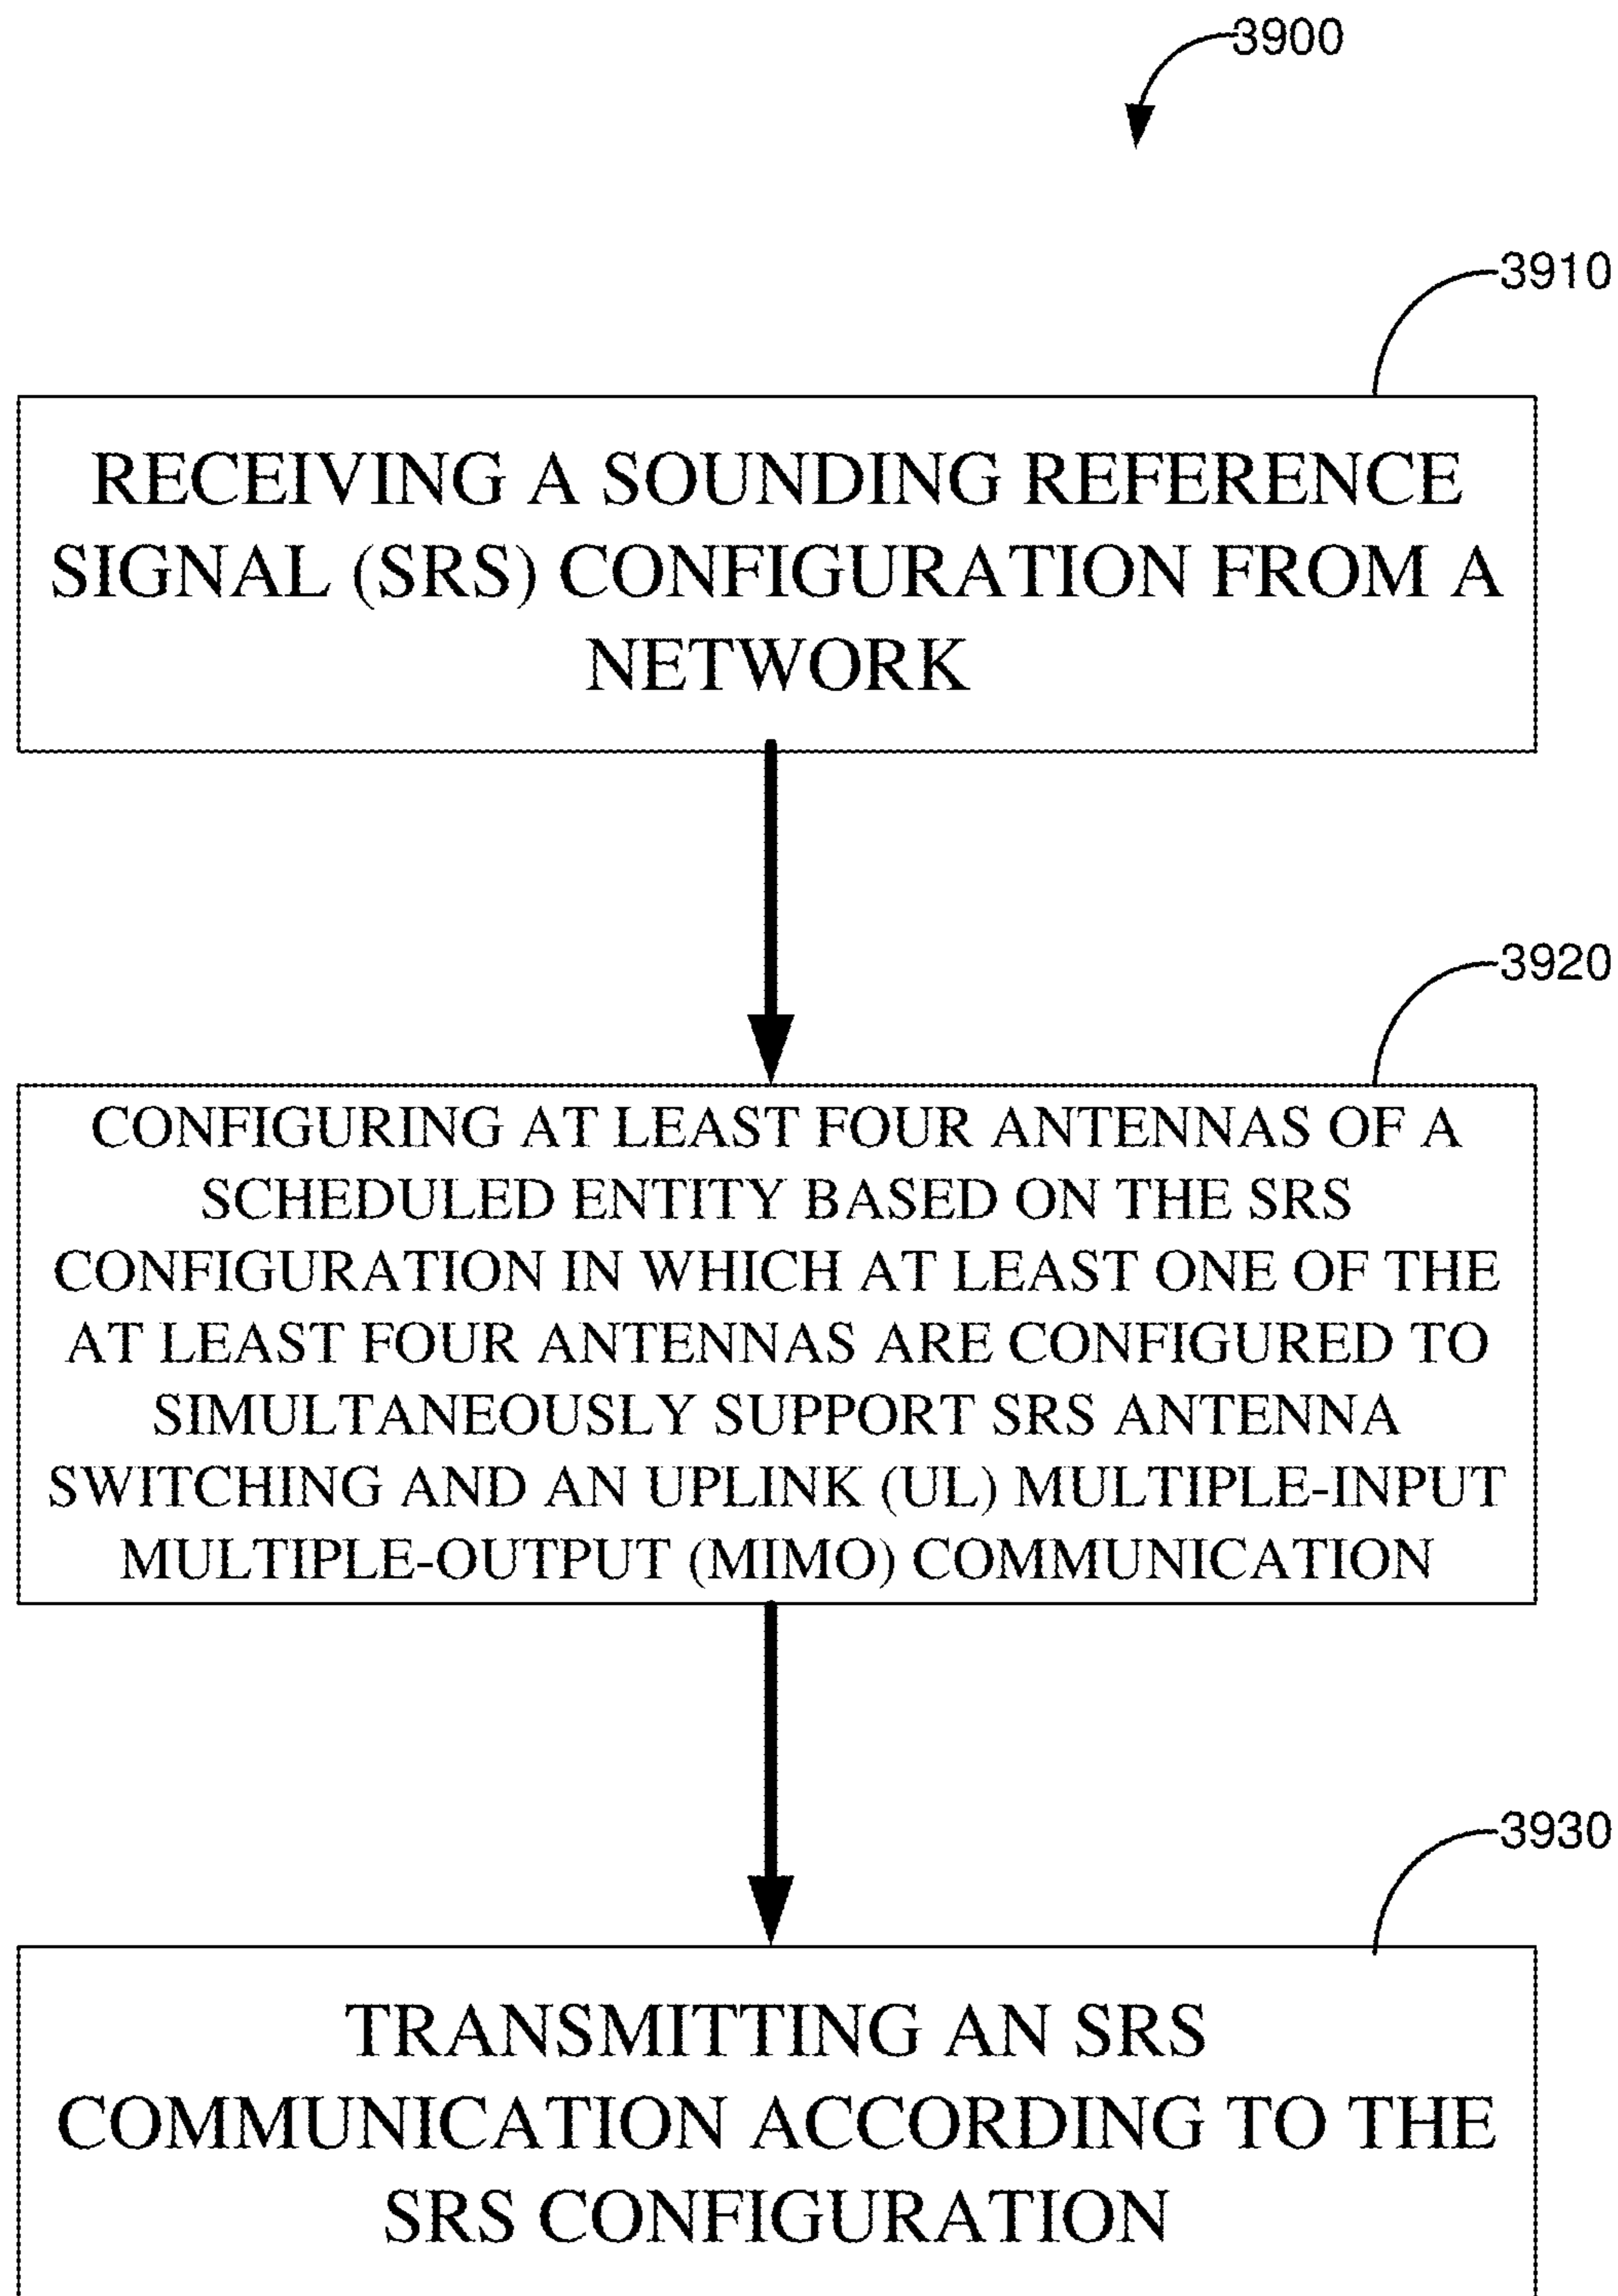 3900
3910
RECEIVING A SOUNDING REFERENCE
SIGNAL (SRS) CONFIGURATION FROM A
NETWORK
3920
CONFIGURING AT LEAST FOUR ANTENNAS OF A
SCHEDULED ENTITY BASED ON THE SRS
CONFIGURATION IN WHICH AT LEAST ONE OF THE
AT LEAST FOUR ANTENNAS ARE CONFIGURED TO
SIMULTANEOUSLY SUPPORT SRS ANTENNA
SWITCHING AND AN UPLINK (UL) MULTIPLE-INPUT
MULTIPLE-OUTPUT (MIMO) COMMUNICATION
3930
TRANSMITTING AN SRS
COMMUNICATION ACCORDING TO THE
SRS CONFIGURATION